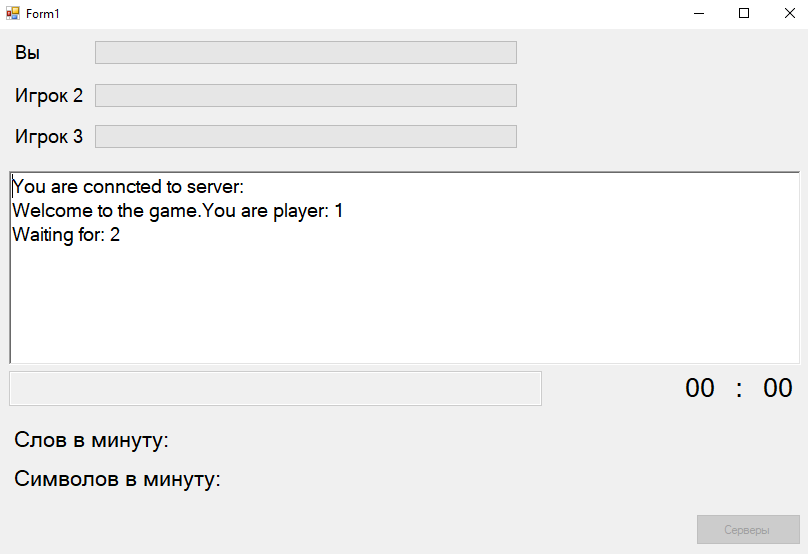 Form1
Вы
Игрок 2
Игрок 3
You are conncted to server:
Welcome to the game.You are player: 1
Waiting for: 2
00 : 00
Слов в минуту:
Символов в минуту:
Серверы